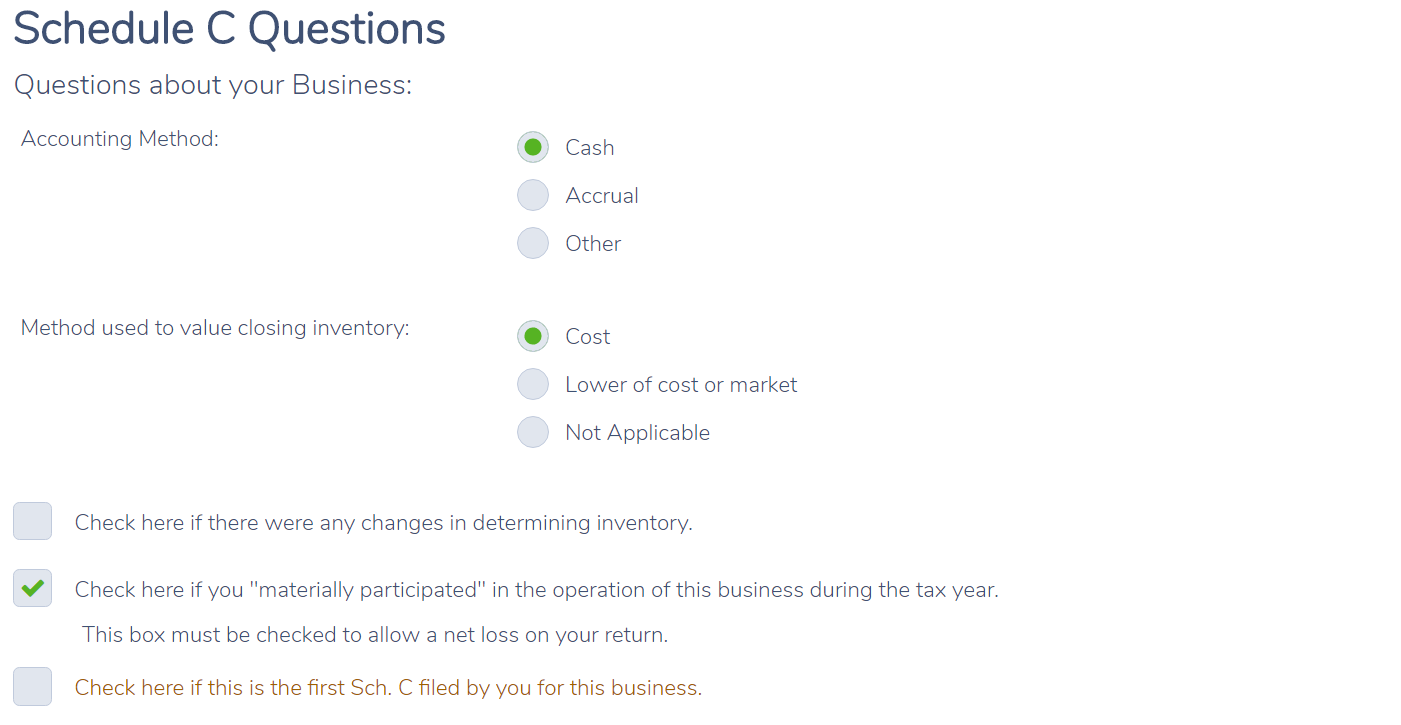 Schedule C Questions
Questions about your Business:
Accounting Method:
Cash
Accrual
Other
Method used to value closing inventory:
Cost
Lower of cost or market
Not Applicable
Check here if there were any changes in determining inventory.
Check here if you "materially participated" in the operation of this business during the tax year.
This box must be checked to allow a net loss on your return.
Check here if this is the first Sch. C filed by you for this business.